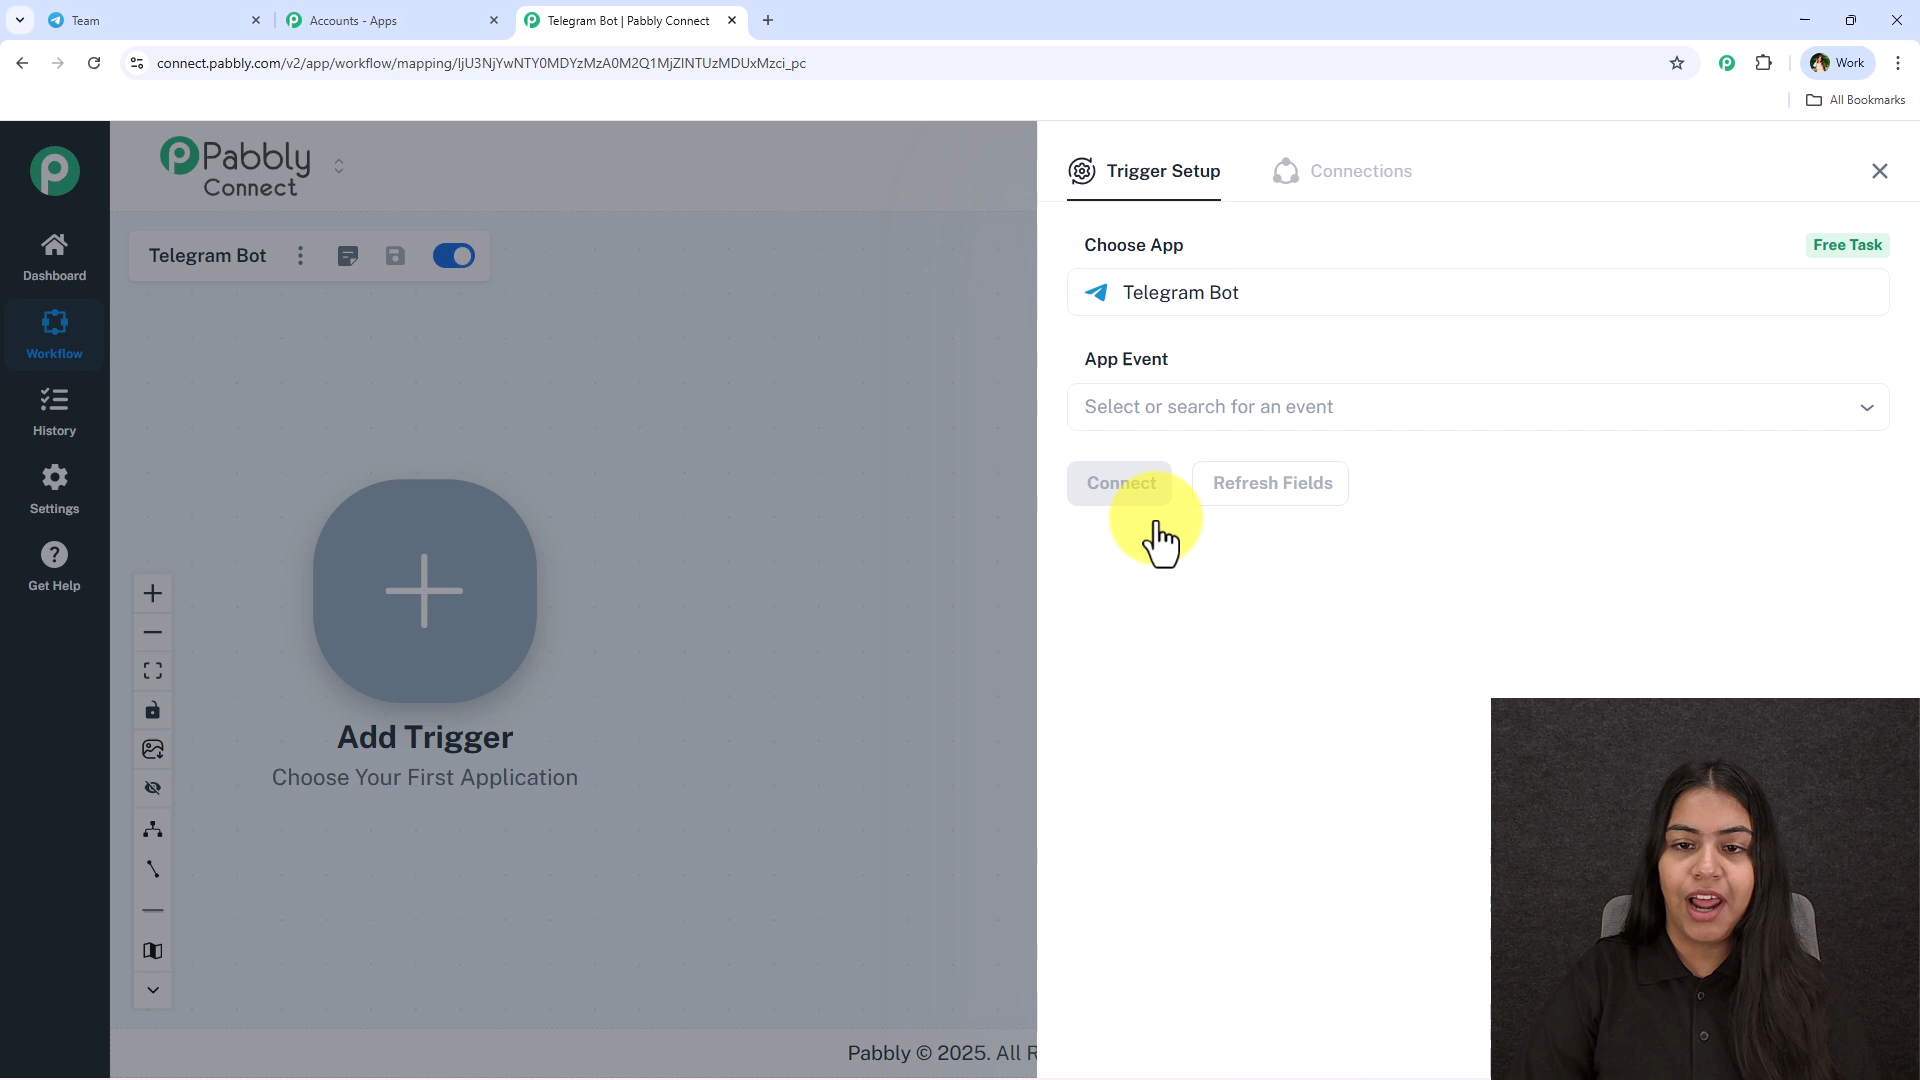 Team
Accounts - Apps
Telegram Bot | Pabbly Connect
connect.pabbly.com/v2/app/workflow/mapping/IjU3NjYwNTY0MDYzMzA0M2Q1MjZlNTUzMDUxMzci_pc
Work
All Bookmarks
Pabbly
Connect
Dashboard
Workflow
History
Settings
Get Help
Telegram Bot
Add Trigger
Choose Your First Application
Pabbly © 2025. All R
Trigger Setup
Connections
Choose App
Free Task
Telegram Bot
App Event
Select or search for an event
Connect
Refresh Fields